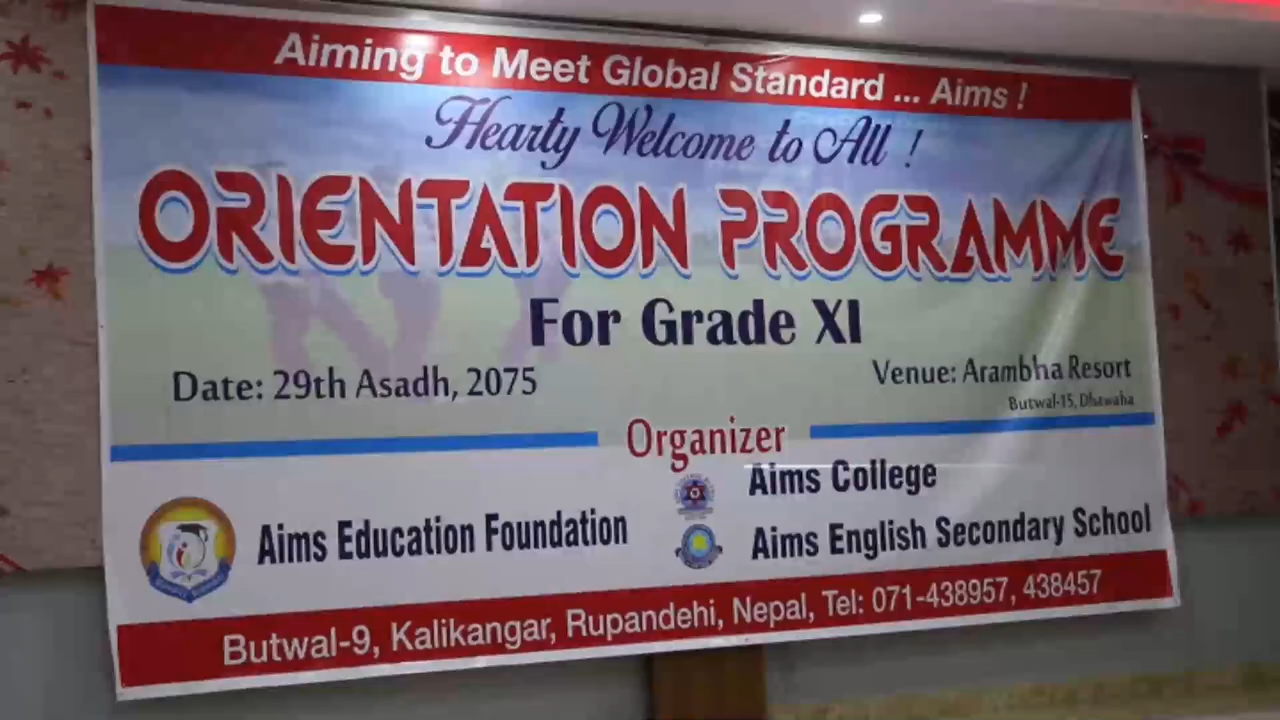 Aiming to Meet Global Standard ... Aims !
Hearty Welcome to All !
ORIENTATION PROGRAMME
For Grade XI
Date: 29th Asadh, 2075
Venue: Arambha Resort
Butwal-15, Dhawaha
Organizer
Aims Education Foundation
Aims College
Aims English Secondary School
Butwal-9, Kalikangar, Rupandehi, Nepal, Tel: 071-438957, 438457